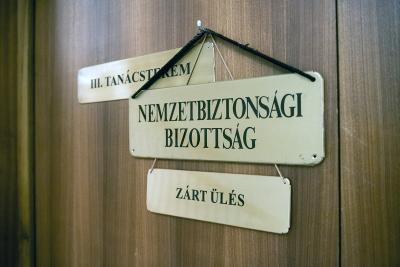 III. TANÁCSTEREM
NEMZETBIZTONSÁGI
BIZOTTSÁG
ZÁRT ÜLÉS